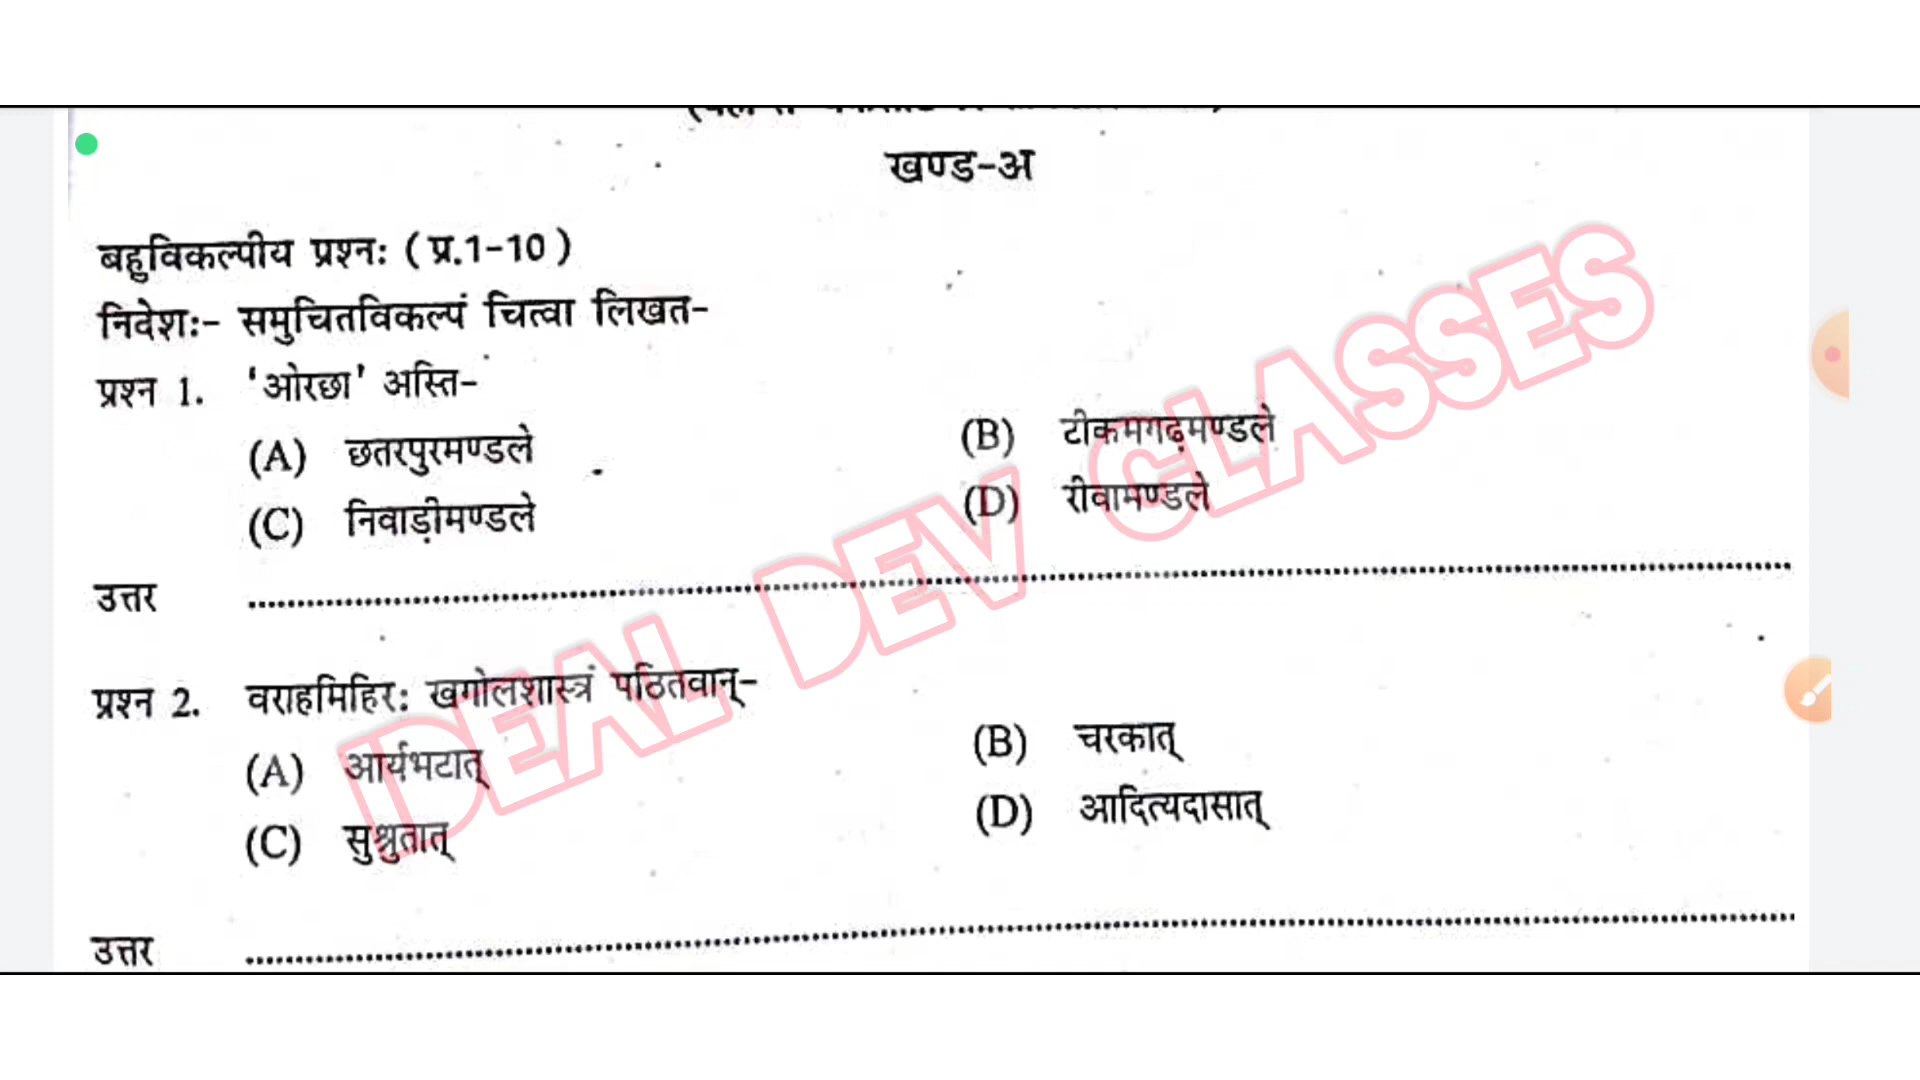 खण्ड-अ
बहुविकल्पीय प्रश्नः ( प्र.1-10 )
निदेशः- समुचितविकल्पं चित्वा लिखत-
प्रश्न 1. 'ओरछा' अस्ति-
(A) छतरपुरमण्डले (B) टीकमगढ़मण्डले
(C) निवाड़ीमण्डले (D) रीवामण्डले
उत्तर ........................................
प्रश्न 2. वराहमिहिरः खगोलशास्त्रं पठितवान्-
(A) आर्यभटात् (B) चरकात्
(C) सुश्रुतात् (D) आदित्यदासात्
उत्तर ........................................
IDEAL DEV CLASSES